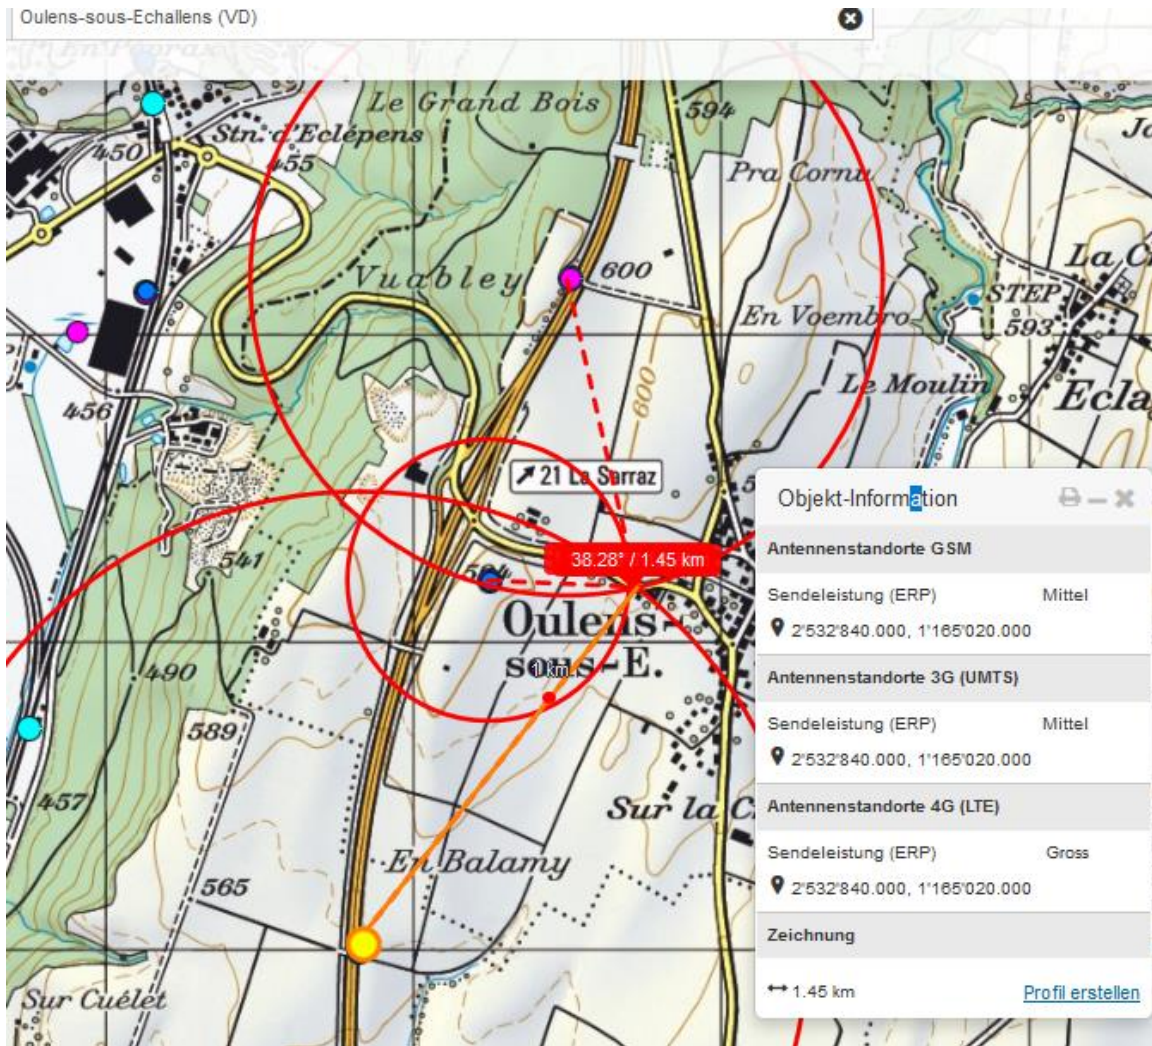 Oulens-sous-Echallens (VD)
Le Grand Bois
594
Stn. d'Eclépens
450
455
Pra Cornu
Vuabley
600
La
STEP
En Voembro
593
600
Le Moulin
456
21 La Sarraz
541
38.28° / 1.45 km
Oulens-
sous-E.
1 km
490
589
457
Sur la
En Balamy
565
Sur Cuélet
Objekt-Information
Antennenstandorte GSM
Sendeleistung (ERP) Mittel
2'532'840.000, 1'165'020.000
Antennenstandorte 3G (UMTS)
Sendeleistung (ERP) Mittel
2'532'840.000, 1'165'020.000
Antennenstandorte 4G (LTE)
Sendeleistung (ERP) Gross
2'532'840.000, 1'165'020.000
Zeichnung
1.45 km Profil erstellen